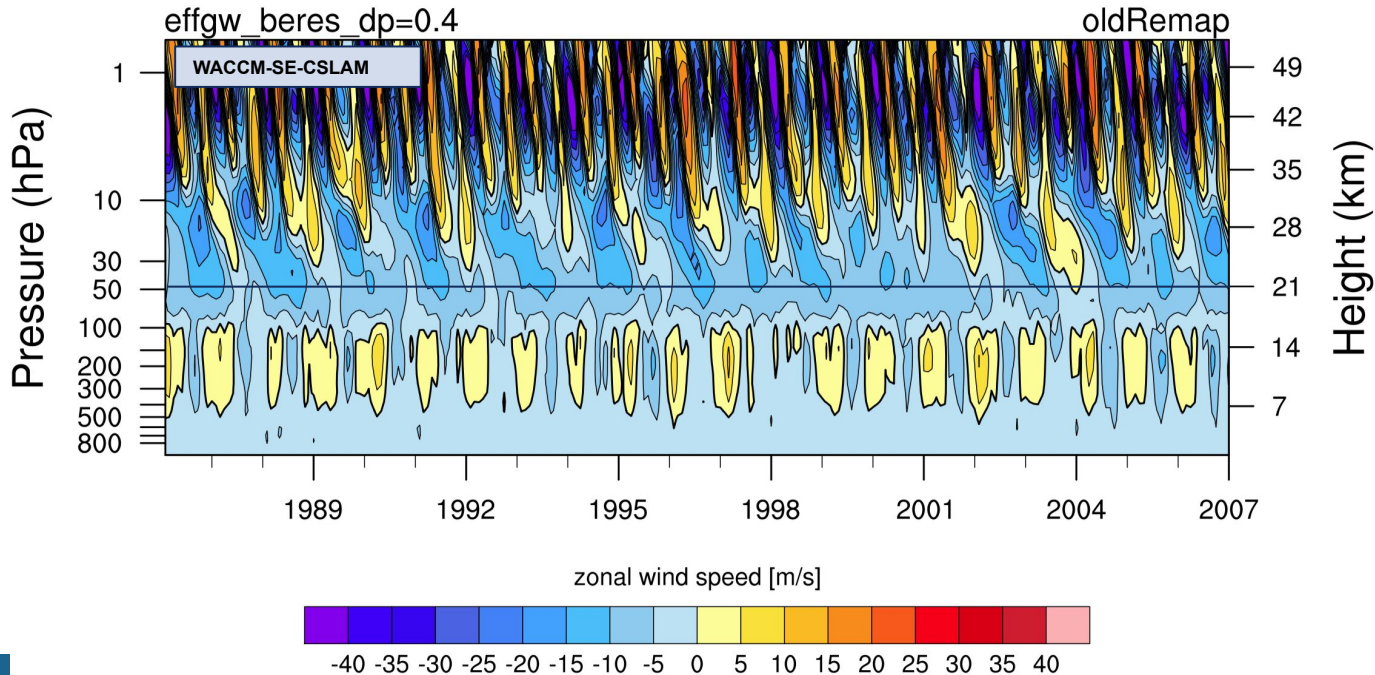 effgw_beres_dp=0.4 oldRemap
WACCM-SE-CSLAM
Pressure (hPa)
1
10
30
50
100
200
300
500
800
49
42
35
28
21
14
7
Height (km)
1989 1992 1995 1998 2001 2004 2007
zonal wind speed [m/s]
-40 -35 -30 -25 -20 -15 -10 -5 0 5 10 15 20 25 30 35 40